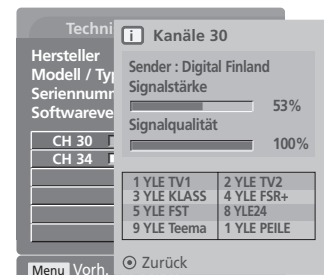 Techni
Hersteller
Modell / Typ
Seriennumm
Softwareve
CH 30
CH 34
Menu Vorh.
i Kanäle 30
Sender : Digital Finland
Signalstärke
53%
Signalqualität
100%
1 YLE TV1 2 YLE TV2
3 YLE KLASS 4 YLE FSR+
5 YLE FST 8 YLE24
9 YLE Teema 1 YLE PEILE
Zurück